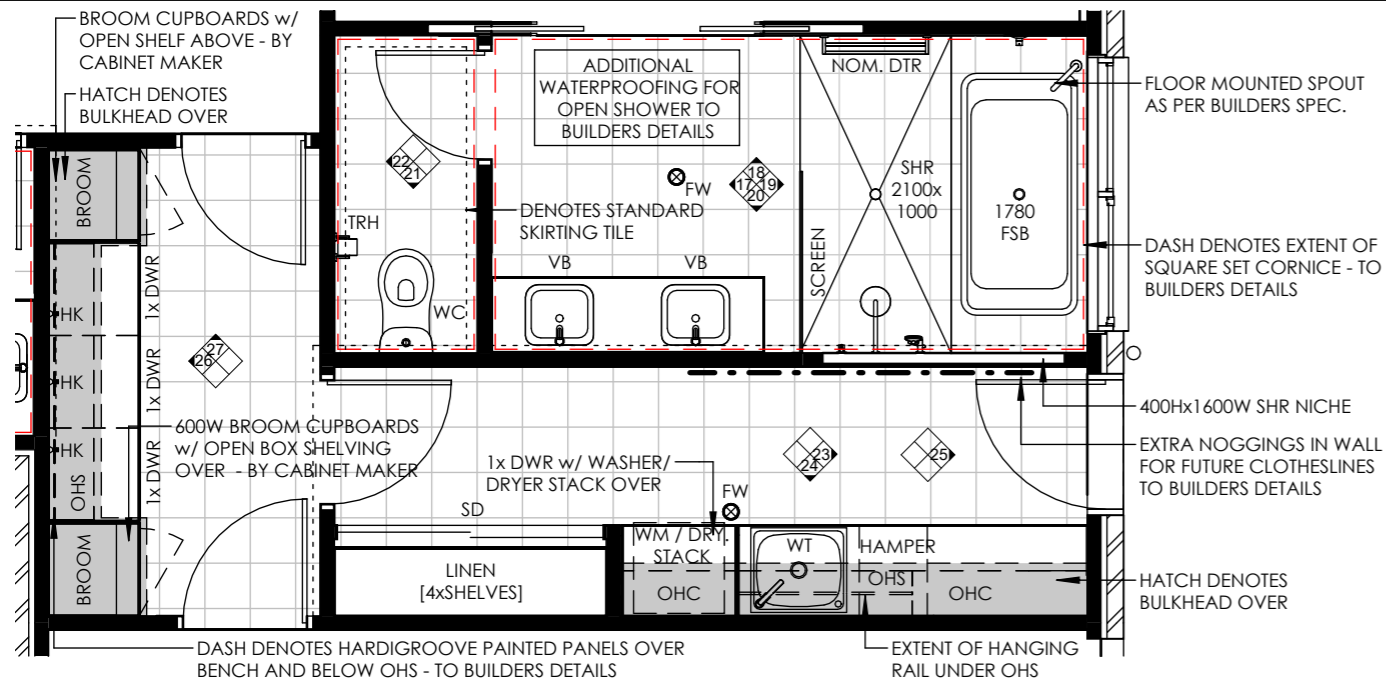 BROOM CUPBOARDS w/
OPEN SHELF ABOVE - BY
CABINET MAKER
HATCH DENOTES
BULKHEAD OVER
ADDITIONAL
WATERPROOFING FOR
OPEN SHOWER TO
BUILDERS DETAILS
NOM. DTR
FLOOR MOUNTED SPOUT
AS PER BUILDERS SPEC.
BROOM
22
21
FW
18
17 19
20
SHR
2100x
1000
1780
FSB
TRH
DENOTES STANDARD
SKIRTING TILE
VB
VB
SCREEN
WC
DASH DENOTES EXTENT OF
SQUARE SET CORNICE - TO
BUILDERS DETAILS
HK
HK
HK
1x DWR
1x DWR
1x DWR
OHS
27
26
400Hx1600W SHR NICHE
600W BROOM CUPBOARDS
w/ OPEN BOX SHELVING
OVER - BY CABINET MAKER
1x DWR w/ WASHER/
DRYER STACK OVER
23
24
25
EXTRA NOGGINGS IN WALL
FOR FUTURE CLOTHESLINES
TO BUILDERS DETAILS
FW
SD
BROOM
LINEN
[4xSHELVES]
WM / DRY.
STACK
OHC
WT
HAMPER
OHS
OHC
HATCH DENOTES
BULKHEAD OVER
DASH DENOTES HARDIGROOVE PAINTED PANELS OVER
BENCH AND BELOW OHS - TO BUILDERS DETAILS
EXTENT OF HANGING
RAIL UNDER OHS